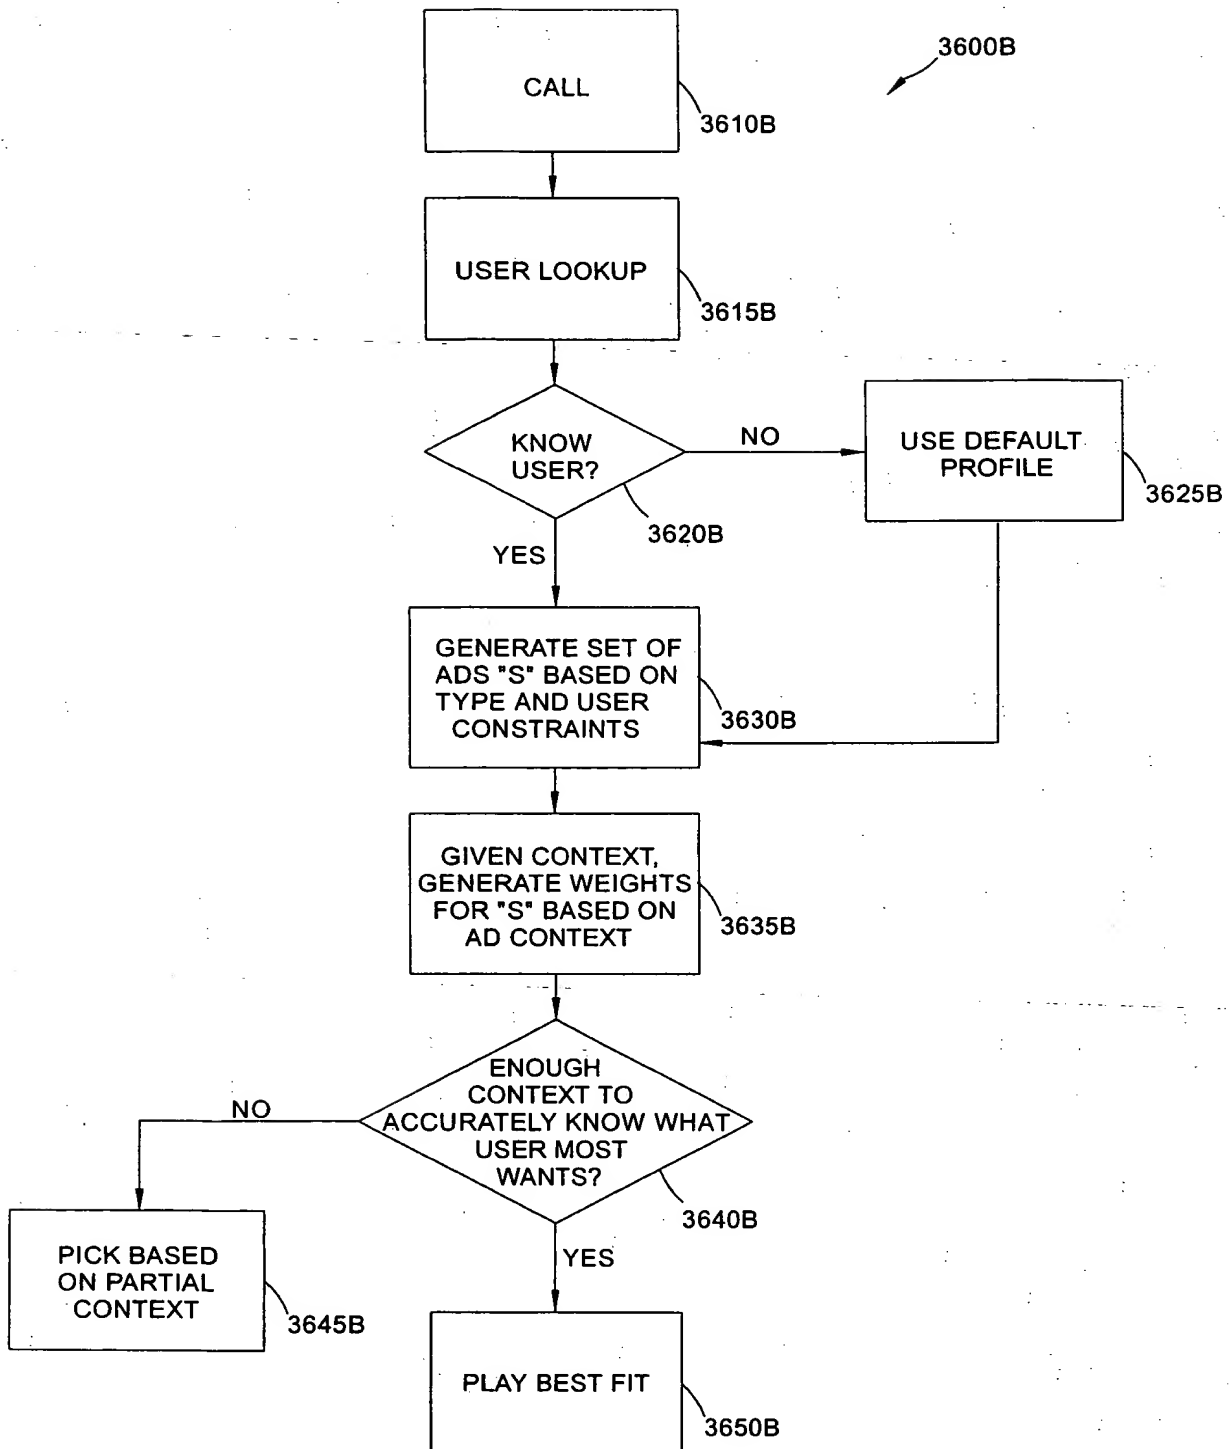 3600B
CALL
3610B
USER LOOKUP
3615B
KNOW
USER?
3620B
NO
USE DEFAULT
PROFILE
3625B
YES
GENERATE SET OF
ADS "S" BASED ON
TYPE AND USER
CONSTRAINTS
3630B
GIVEN CONTEXT,
GENERATE WEIGHTS
FOR "S" BASED ON
AD CONTEXT
3635B
ENOUGH
CONTEXT TO
ACCURATELY KNOW WHAT
USER MOST
WANTS?
3640B
NO
PICK BASED
ON PARTIAL
CONTEXT
3645B
YES
PLAY BEST FIT
3650B